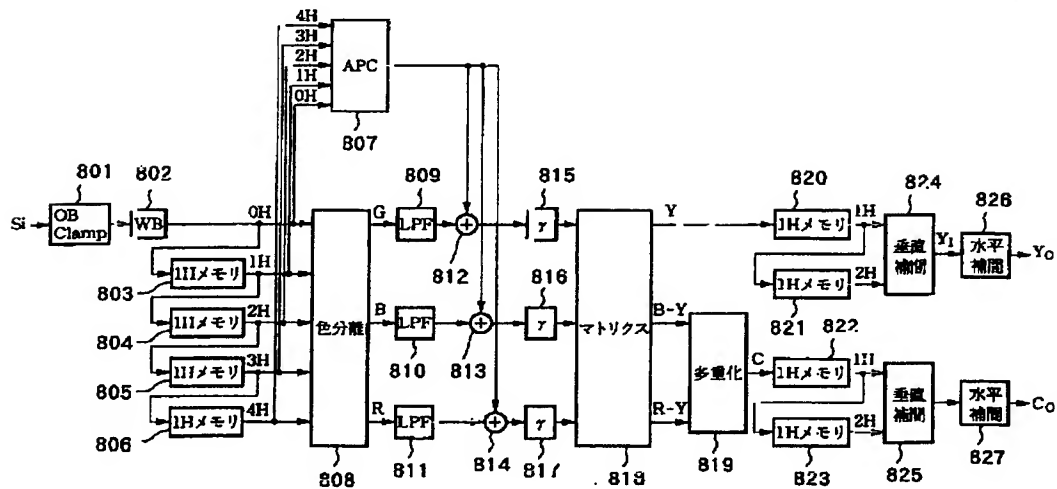 4H
3H
2H
1H
0H
APC
807
801
802
OB
Clamp
Si
WB
0H
1H
1Hメモリ
803
2H
1Hメモリ
804
3H
1Hメモリ
805
4H
1Hメモリ
806
色分離
808
G
B
R
809
LPF
812
LPF
810
813
LPF
811
814
815
γ
816
γ
γ
817
マトリクス
818
Y
B-Y
R-Y
多重化
819
C
820
1Hメモリ
1H
1Hメモリ
2H
821
822
1Hメモリ
1H
1Hメモリ
2H
823
824
垂直
補間
YI
826
水平
補間
YO
垂直
補間
825
水平
補間
827
CO